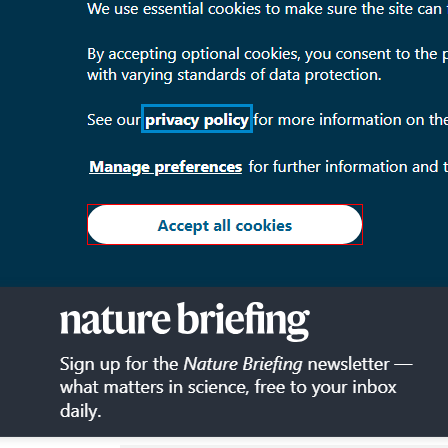 We use essential cookies to make sure the site can
By accepting optional cookies, you consent to the
with varying standards of data protection.
See our privacy policy for more information on the
Manage preferences for further information and
Accept all cookies
nature briefing
Sign up for the Nature Briefing newsletter —
what matters in science, free to your inbox
daily.